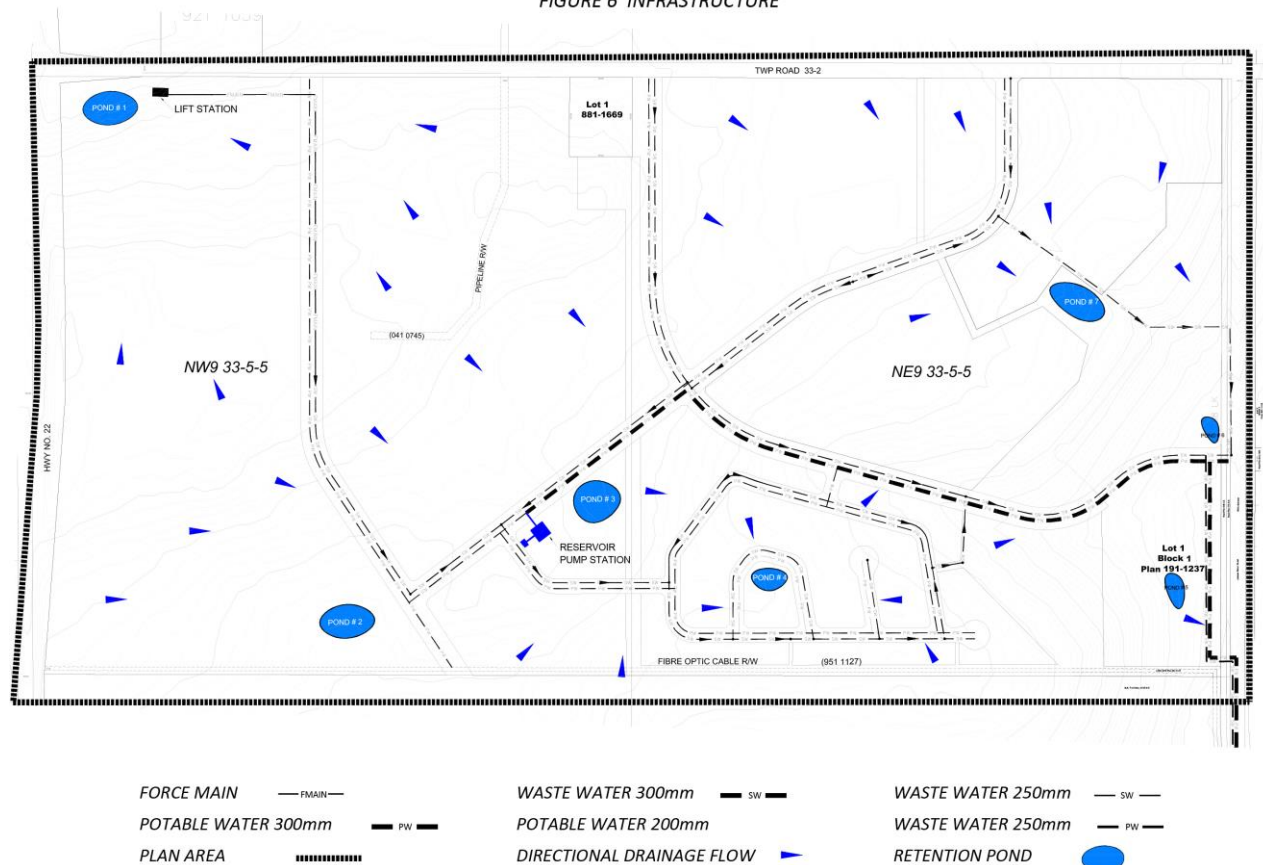 FIGURE 6 INFRASTRUCTURE
921 1039
TWP ROAD 33-2
POND # 1
LIFT STATION
Lot 1
881-1669
PIPELINE R/W
(041 0745)
POND # 7
NW9 33-5-5
NE9 33-5-5
HWY NO. 22
POND # 3
RESERVOIR
PUMP STATION
POND # 4
Lot 1
Block 1
Plan 191-1237
POND # 2
FIBRE OPTIC CABLE R/W
(951 1127)
FORCE MAIN FMAIN
WASTE WATER 300mm SW
WASTE WATER 250mm SW
POTABLE WATER 300mm PW
POTABLE WATER 200mm
WASTE WATER 250mm PW
PLAN AREA
DIRECTIONAL DRAINAGE FLOW
RETENTION POND